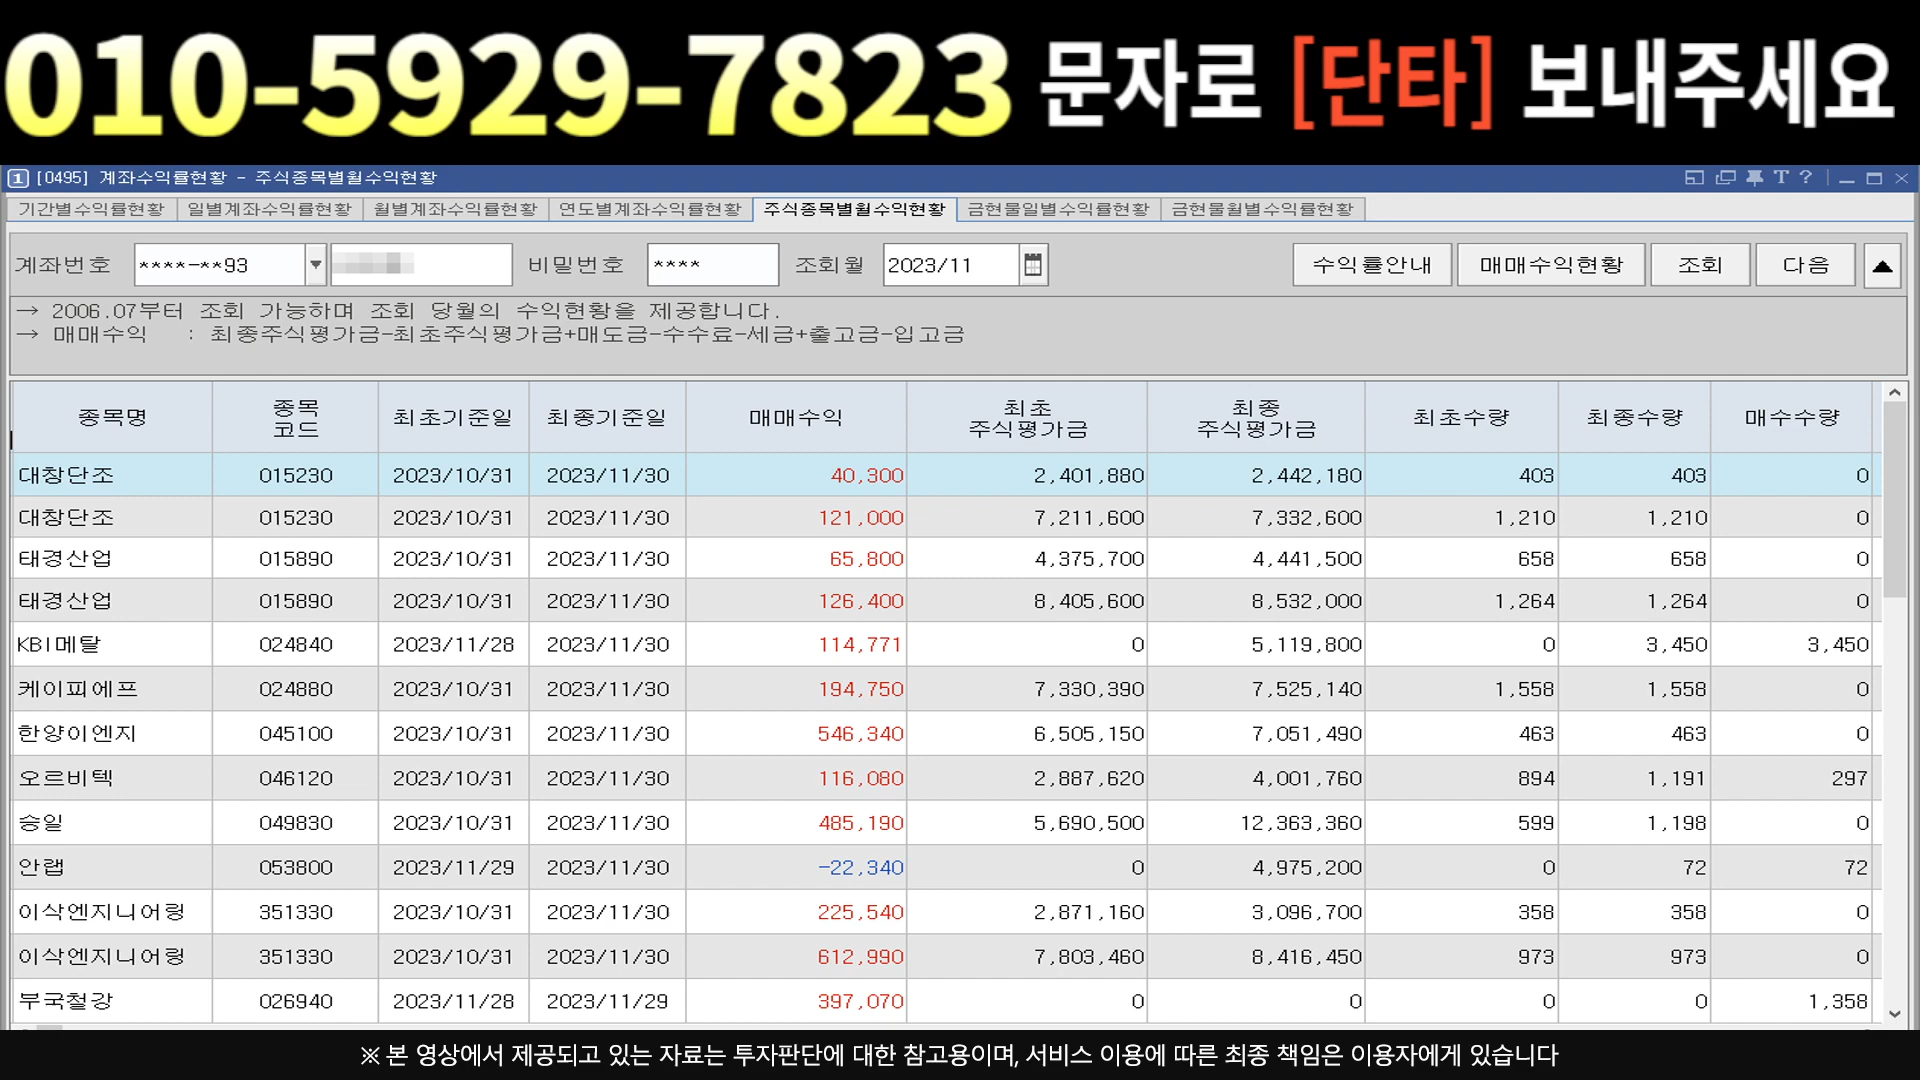 010-5929-7823 문자로 [단타] 보내주세요
1 [0495] 계좌수익률현황 - 주식종목별월수익현황
기간별수익률현황 일별계좌수익률현황 월별계좌수익률현황 연도별계좌수익률현황 주식종목별월수익현황 금현물일별수익률현황 금현물월별수익률현황
계좌번호 ****-**93 비밀번호 **** 조회월 2023/11 수익률안내 매매수익현황 조회 다음
→ 2006.07부터 조회 가능하며 조회 당월의 수익현황을 제공합니다.
→ 매매수익 : 최종주식평가금-최초주식평가금+매도금-수수료-세금+출고금-입고금
종목명 종목코드 최초기준일 최종기준일 매매수익 최초주식평가금 최종주식평가금 최초수량 최종수량 매수수량
대창단조 015230 2023/10/31 2023/11/30 40,300 2,401,880 2,442,180 403 403 0
대창단조 015230 2023/10/31 2023/11/30 121,000 7,211,600 7,332,600 1,210 1,210 0
태경산업 015890 2023/10/31 2023/11/30 65,800 4,375,700 4,441,500 658 658 0
태경산업 015890 2023/10/31 2023/11/30 126,400 8,405,600 8,532,000 1,264 1,264 0
KBI메탈 024840 2023/11/28 2023/11/30 114,771 0 5,119,800 0 3,450 3,450
케이피에프 024880 2023/10/31 2023/11/30 194,750 7,330,390 7,525,140 1,558 1,558 0
한양이엔지 045100 2023/10/31 2023/11/30 546,340 6,505,150 7,051,490 463 463 0
오르비텍 046120 2023/10/31 2023/11/30 116,080 2,887,620 4,001,760 894 1,191 297
승일 049830 2023/10/31 2023/11/30 485,190 5,690,500 12,363,360 599 1,198 0
안랩 053800 2023/11/29 2023/11/30 -22,340 0 4,975,200 0 72 72
이삭엔지니어링 351330 2023/10/31 2023/11/30 225,540 2,871,160 3,096,700 358 358 0
이삭엔지니어링 351330 2023/10/31 2023/11/30 612,990 7,803,460 8,416,450 973 973 0
부국철강 026940 2023/11/28 2023/11/29 397,070 0 0 0 0 1,358
※ 본 영상에서 제공되고 있는 자료는 투자판단에 대한 참고용이며, 서비스 이용에 따른 최종 책임은 이용자에게 있습니다